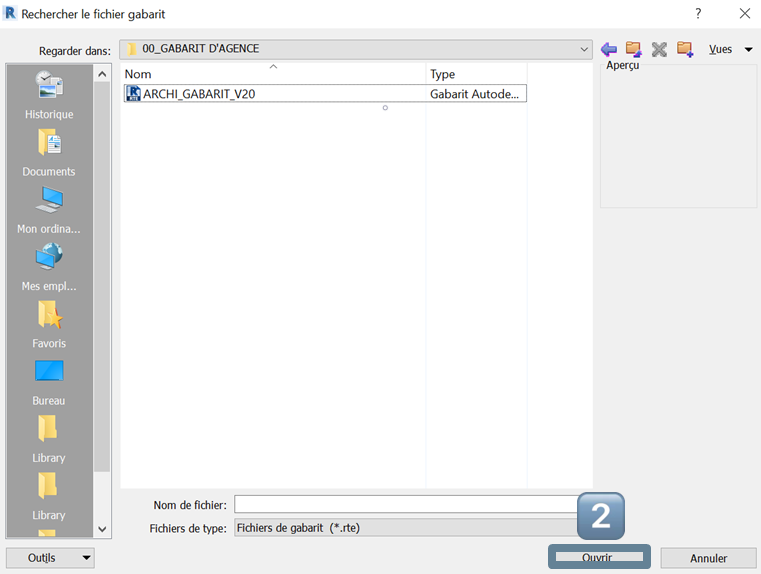 R Rechercher le fichier gabarit ?
Regarder dans: 00_GABARIT D'AGENCE Vues
Aperçu
Nom Type
ARCHI_GABARIT_V20 Gabarit Autode...
Historique
Documents
Mon ordina...
Mes empl...
Favoris
Bureau
Library
Library
Nom de fichier:
Fichiers de type: Fichiers de gabarit (*.rte)
2
Outils Ouvrir Annuler